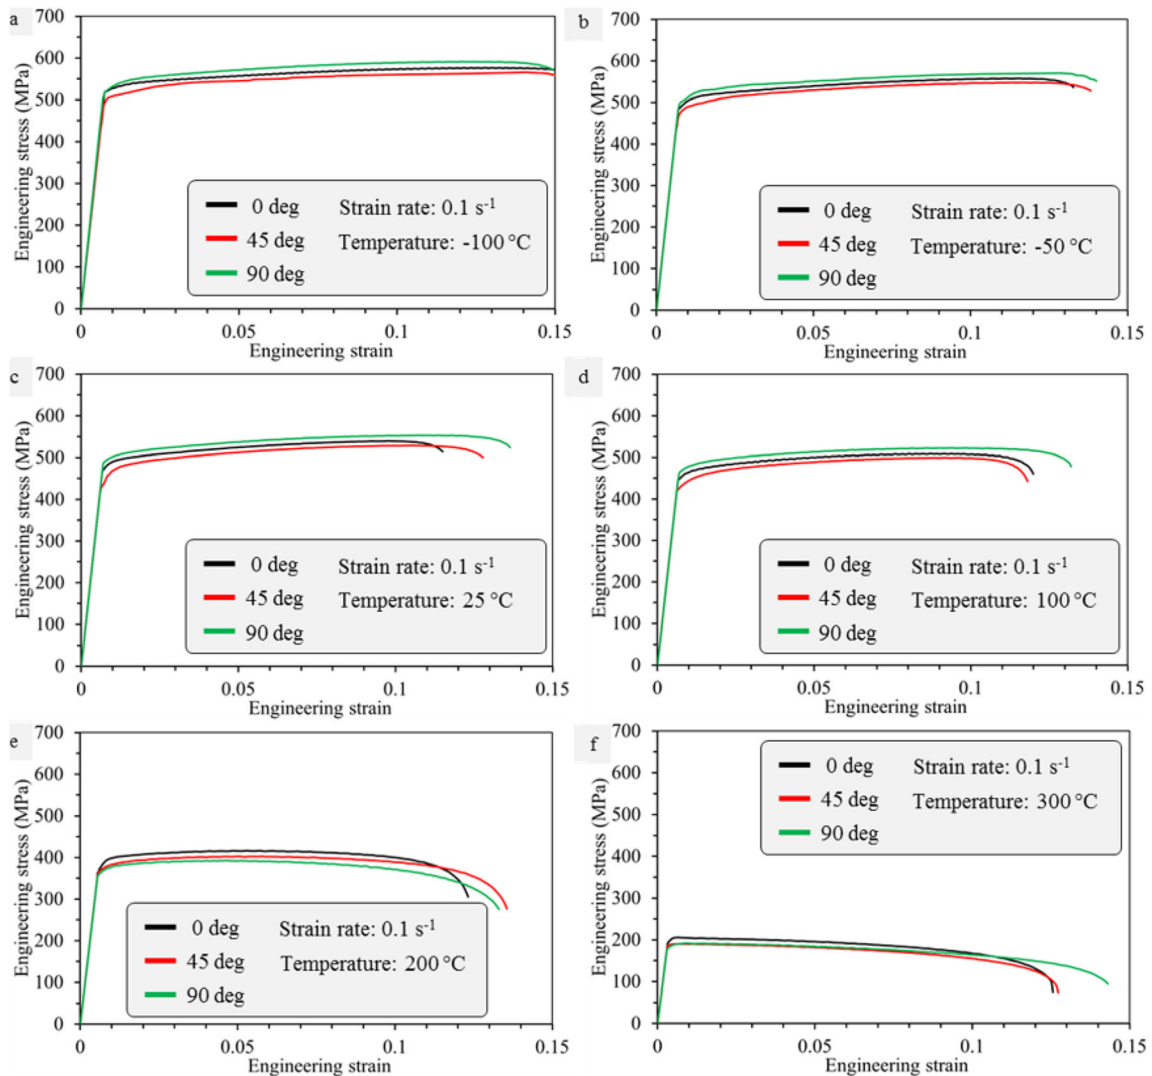 a
700
600
500
400
300
200
100
0
Engineering stress (MPa)
0 deg Strain rate: 0.1 s-1
45 deg Temperature: -100 °C
90 deg
0 0.05 0.1 0.15
Engineering strain
b
700
600
500
400
300
200
100
0
Engineering stress (MPa)
0 deg Strain rate: 0.1 s-1
45 deg Temperature: -50 °C
90 deg
0 0.05 0.1 0.15
Engineering strain
c
700
600
500
400
300
200
100
0
Engineering stress (MPa)
0 deg Strain rate: 0.1 s-1
45 deg Temperature: 25 °C
90 deg
0 0.05 0.1 0.15
Engineering strain
d
700
600
500
400
300
200
100
0
Engineering stress (MPa)
0 deg Strain rate: 0.1 s-1
45 deg Temperature: 100 °C
90 deg
0 0.05 0.1 0.15
Engineering strain
e
700
600
500
400
300
200
100
0
Engineering stress (MPa)
0 deg Strain rate: 0.1 s-1
45 deg Temperature: 200 °C
90 deg
0 0.05 0.1 0.15
Engineering strain
f
700
600
500
400
300
200
100
0
Engineering stress (MPa)
0 deg Strain rate: 0.1 s-1
45 deg Temperature: 300 °C
90 deg
0 0.05 0.1 0.15
Engineering strain